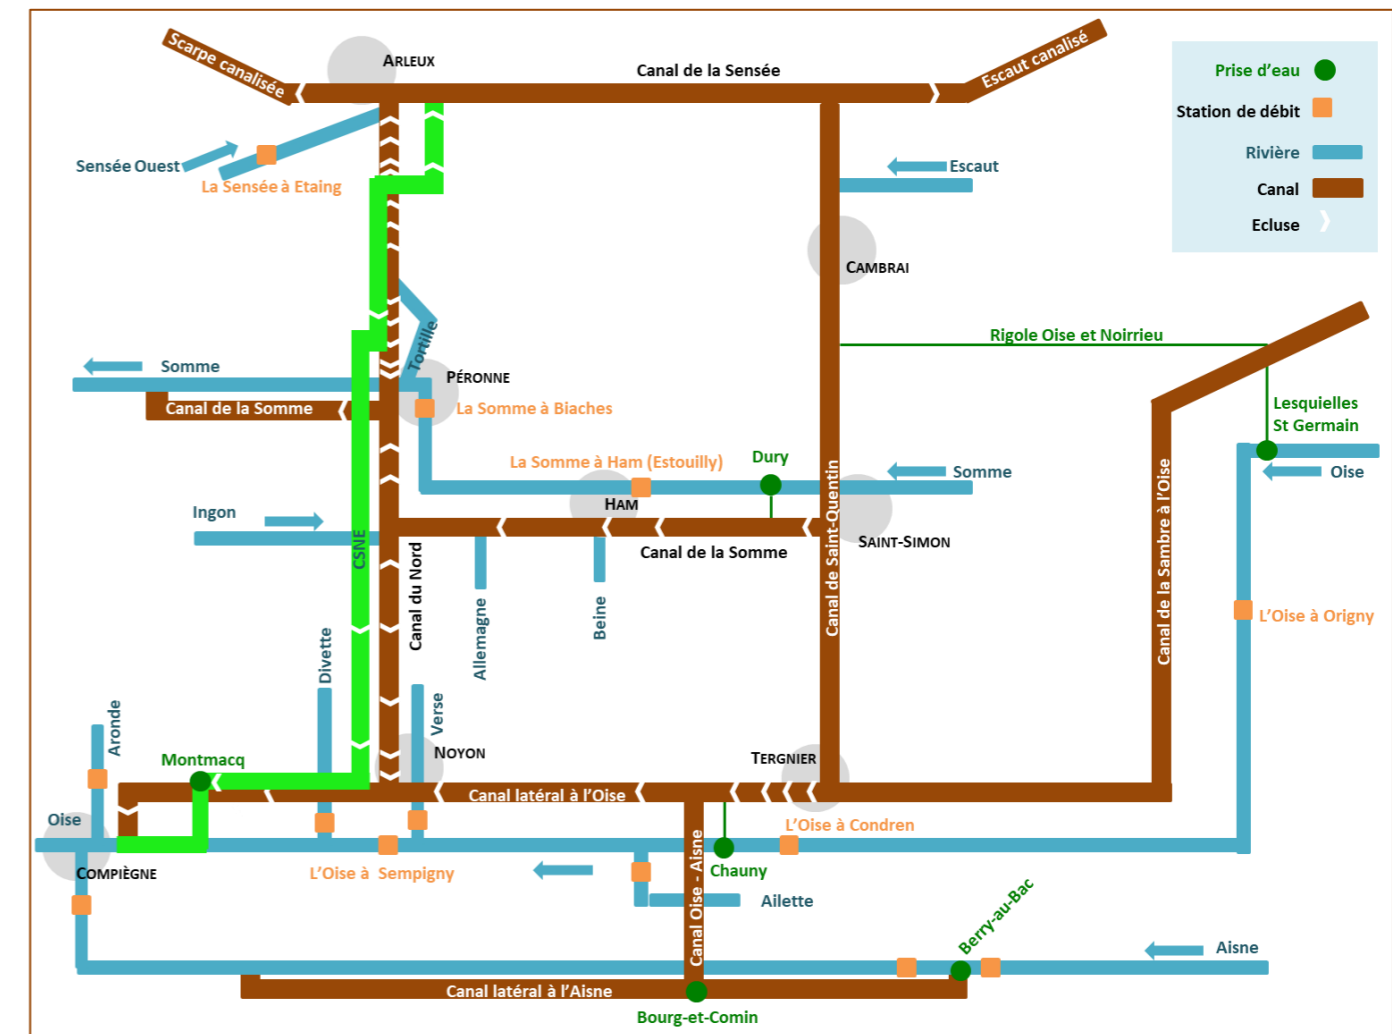 Scarpe canalisée
ARLEUX
Canal de la Sensée
Escaut canalisé
Prise d'eau
Station de débit
Rivière
Canal
Ecluse
Sensée Ouest
La Sensée à Etaing
Escaut
CAMBRAI
Rigole Oise et Noirrieu
Tortille
Somme
PÉRONNE
Canal de la Somme
La Somme à Biaches
Lesquielles
St Germain
La Somme à Ham (Estouilly)
Dury
Somme
Oise
Ingon
HAM
SAINT-SIMON
CSNE
Canal du Nord
Canal de la Somme
Canal de Saint-Quentin
Canal de la Sambre à l'Oise
Allemagne
Beine
L'Oise à Origny
Divette
Verse
Aronde
Montmacq
NOYON
TERGNIER
Canal latéral à l'Oise
Oise
L'Oise à Condren
COMPIÈGNE
L'Oise à Sempigny
Chauny
Canal Oise - Aisne
Ailette
Berry-au-Bac
Aisne
Canal latéral à l'Aisne
Bourg-et-Comin